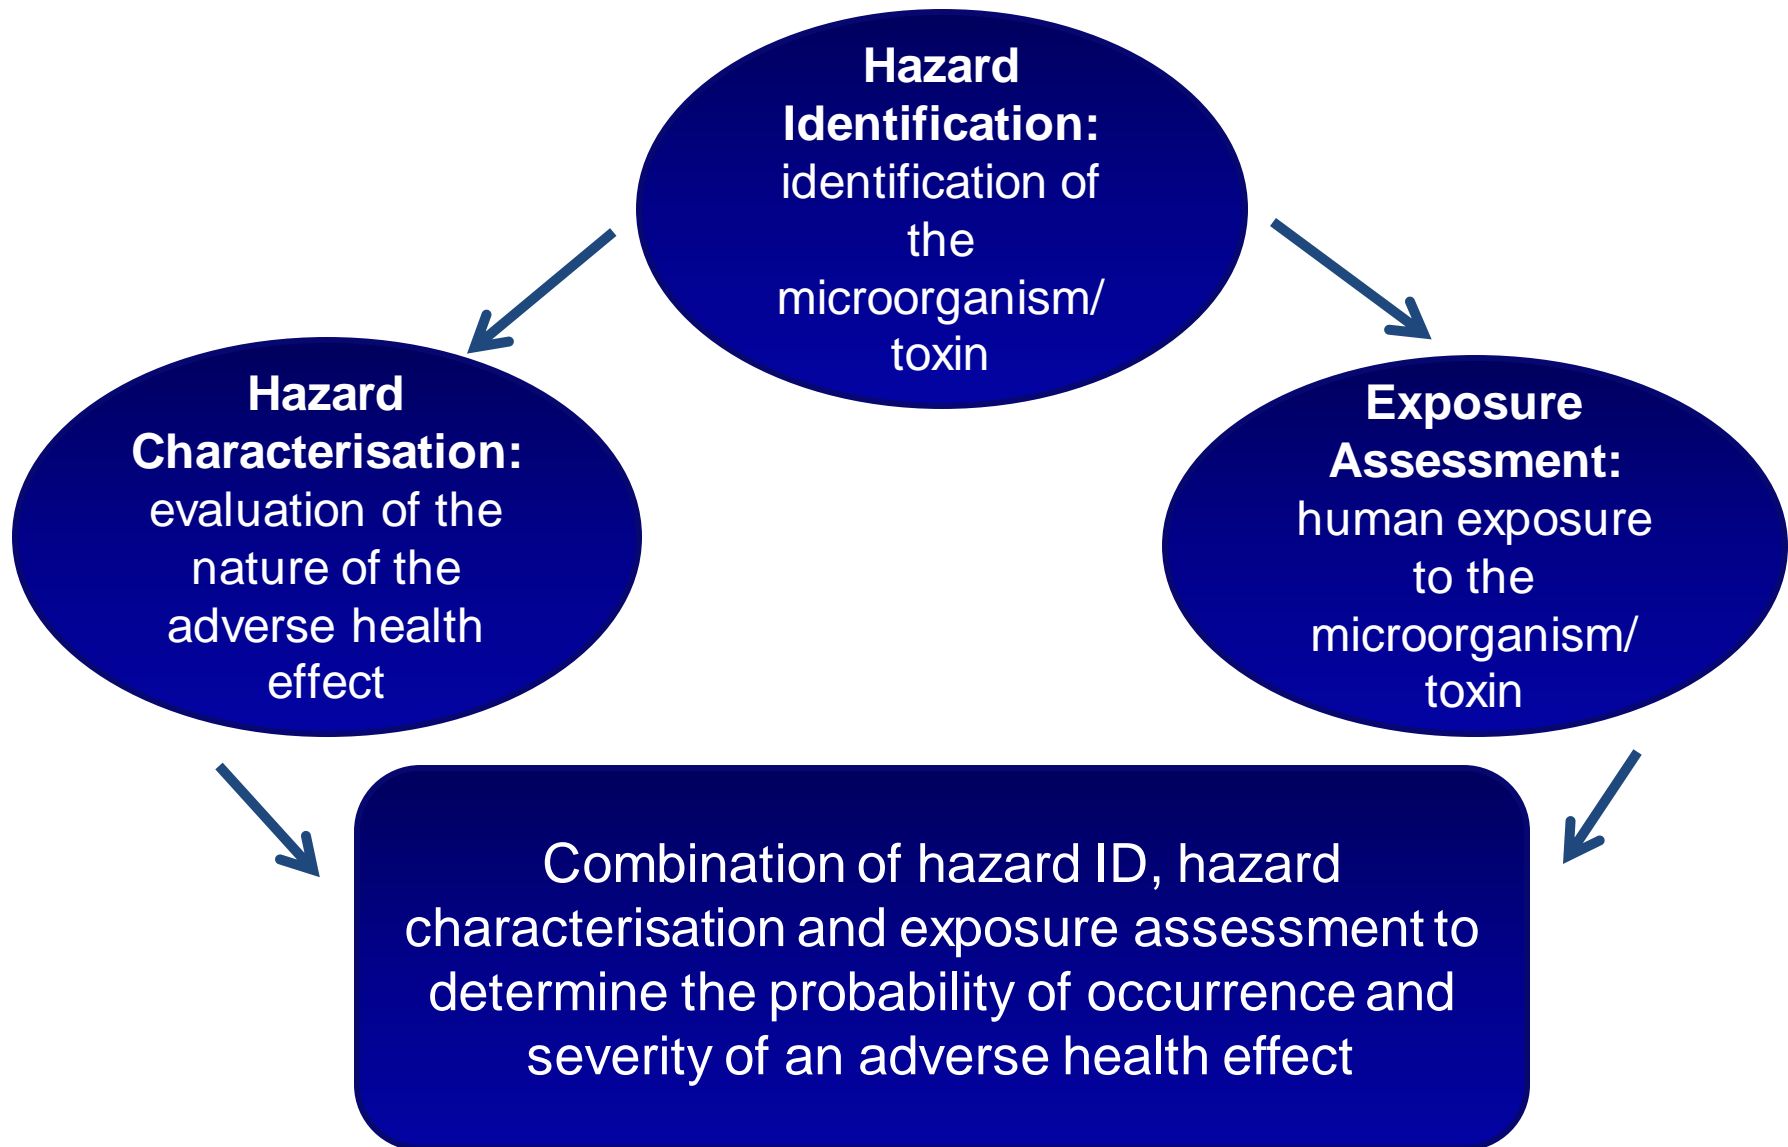 Hazard
Identification:
identification of
the
microorganism/
toxin
Hazard
Characterisation:
evaluation of the
nature of the
adverse health
effect
Exposure
Assessment:
human exposure
to the
microorganism/
toxin
Combination of hazard ID, hazard
characterisation and exposure assessment to
determine the probability of occurrence and
severity of an adverse health effect